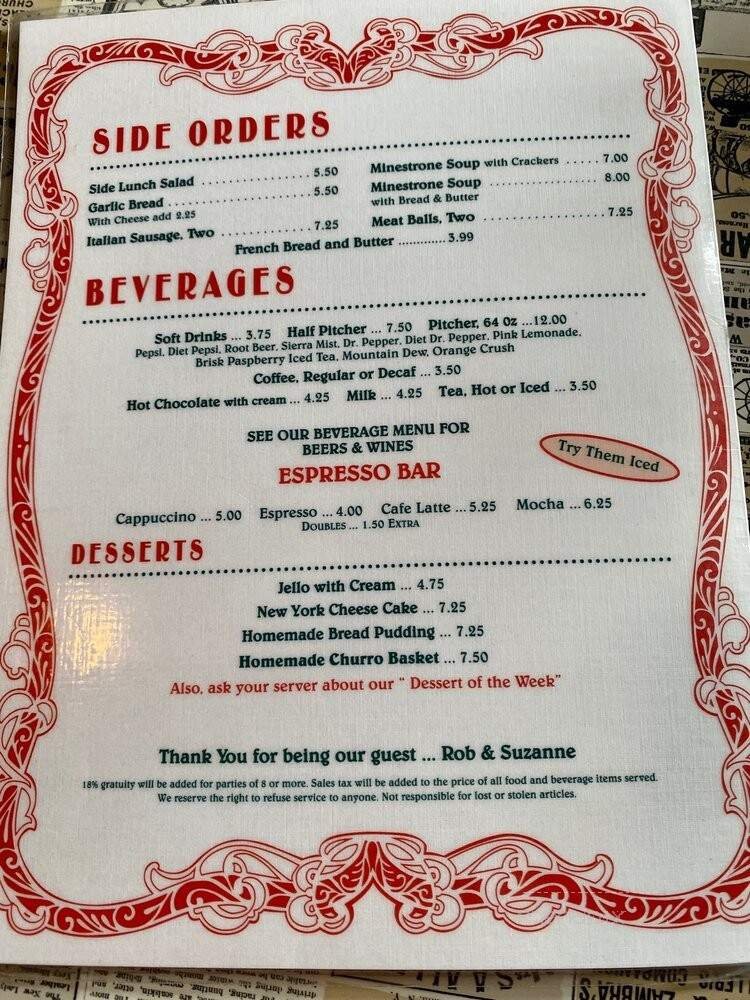 SIDE ORDERS
Side Lunch Salad .................... 5.50
Garlic Bread .......................... 5.50
With Cheese add 2.25
Italian Sausage, Two .................. 7.25
Minestrone Soup with Crackers ..... 7.00
Minestrone Soup .................... 8.00
with Bread & Butter
Meat Balls, Two .................... 7.25
French Bread and Butter ............. 3.99
BEVERAGES
Soft Drinks ... 3.75 Half Pitcher ... 7.50 Pitcher, 64 Oz ...12.00
Pepsi, Diet Pepsi, Root Beer, Sierra Mist, Dr. Pepper, Diet Dr. Pepper, Pink Lemonade,
Brisk Paspberry Iced Tea, Mountain Dew, Orange Crush
Coffee, Regular or Decaf ... 3.50
Hot Chocolate with cream ... 4.25 Milk ... 4.25 Tea, Hot or Iced ... 3.50
SEE OUR BEVERAGE MENU FOR
BEERS & WINES
ESPRESSO BAR
Try Them Iced
Cappuccino ... 5.00 Espresso ... 4.00 Cafe Latte ... 5.25 Mocha ... 6.25
DOUBLES ... 1.50 EXTRA
DESSERTS
Jello with Cream ... 4.75
New York Cheese Cake ... 7.25
Homemade Bread Pudding ... 7.25
Homemade Churro Basket ... 7.50
Also, ask your server about our " Dessert of the Week"
Thank You for being our guest ... Rob & Suzanne
18% gratuity will be added for parties of 8 or more. Sales tax will be added to the price of all food and beverage items served.
We reserve the right to refuse service to anyone. Not responsible for lost or stolen articles.